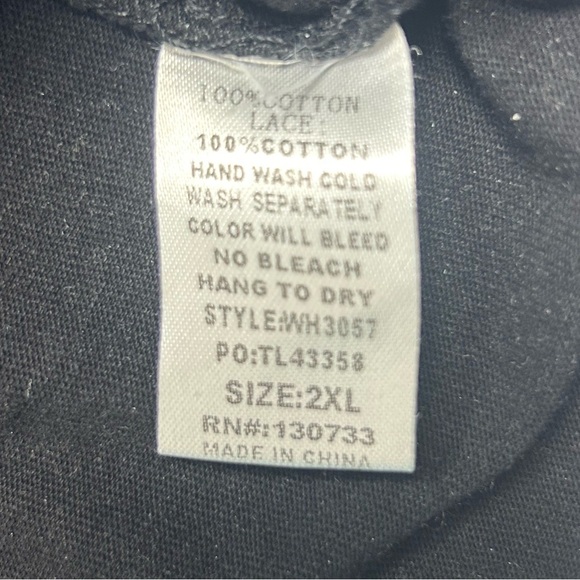 100%COTTON
LACE:
100%COTTON
HAND WASH COLD
WASH SEPARATELY
COLOR WILL BLEED
NO BLEACH
HANG TO DRY
STYLE:WH3057
PO:TL43358
SIZE:2XL
RN#:130733
MADE IN CHINA